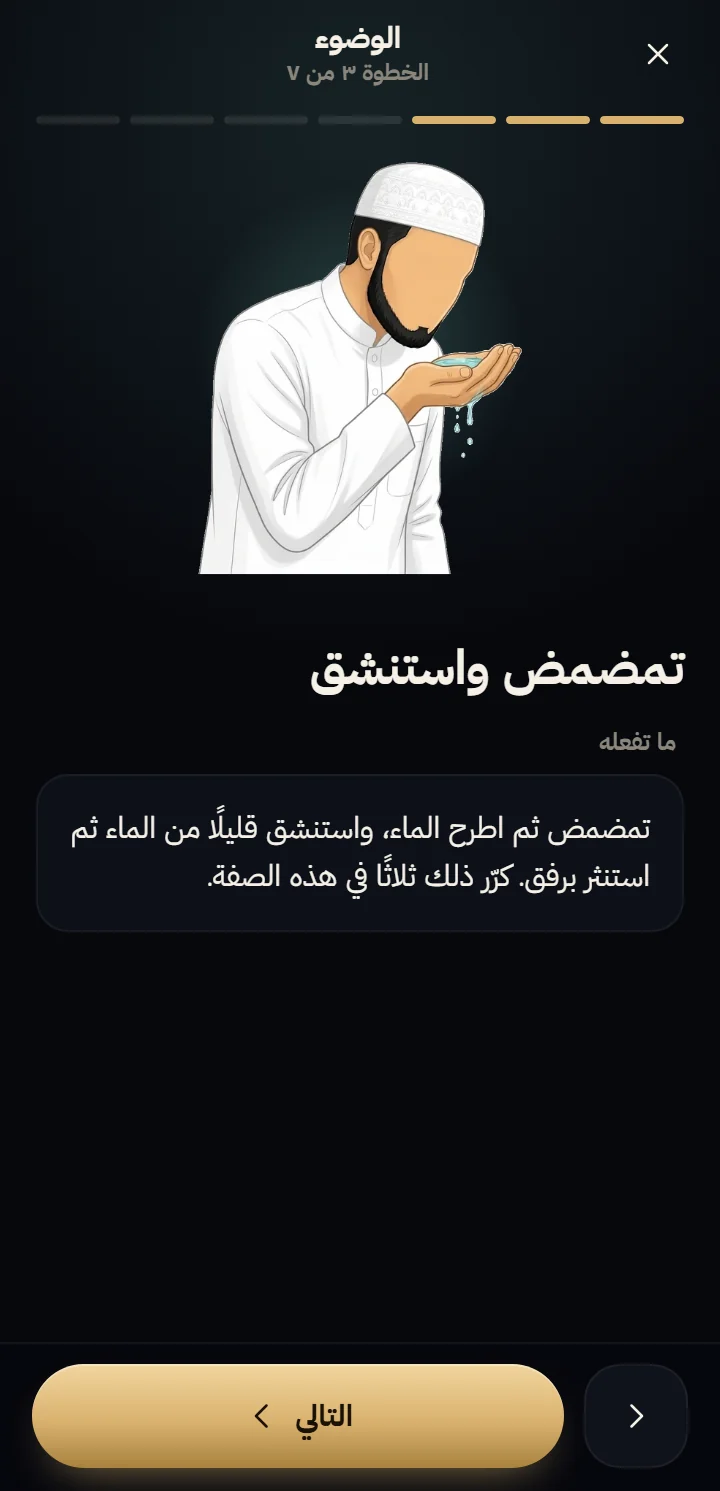 الوضوء
الخطوة ٣ من ٧
تمضمض واستنشق
ما تفعله
تمضمض ثم اطرح الماء، واستنشق قليلًا من الماء ثم
استنثر برفق. كرّر ذلك ثلاثًا في هذه الصفة.
التالي